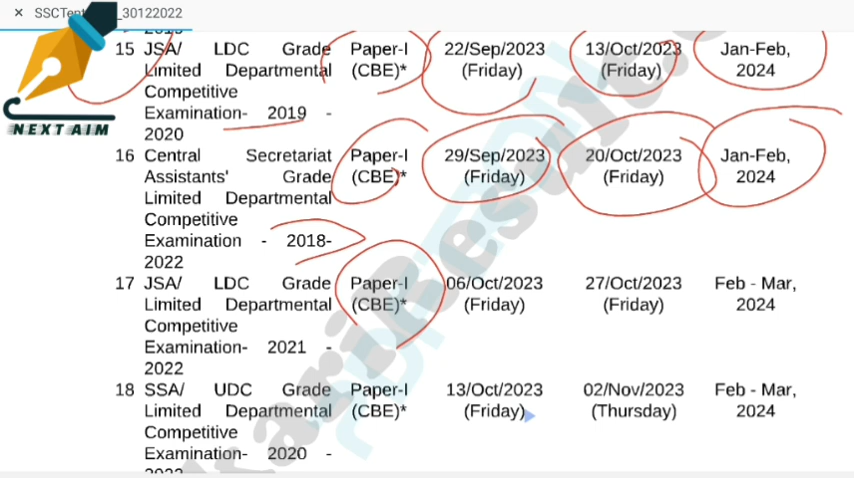 × SSCTent _30122022
2019
15 JSA/ LDC Grade Paper-I 22/Sep/2023 13/Oct/2023 Jan-Feb,
Limited Departmental (CBE)* (Friday) (Friday) 2024
Competitive
Examination- 2019 -
2020
NEXT AIM
16 Central Secretariat Paper-I 29/Sep/2023 20/Oct/2023 Jan-Feb,
Assistants' Grade (CBE)* (Friday) (Friday) 2024
Limited Departmental
Competitive
Examination - 2018-
2022
17 JSA/ LDC Grade Paper-I 06/Oct/2023 27/Oct/2023 Feb - Mar,
Limited Departmental (CBE)* (Friday) (Friday) 2024
Competitive
Examination- 2021 -
2022
18 SSA/ UDC Grade Paper-I 13/Oct/2023 02/Nov/2023 Feb - Mar,
Limited Departmental (CBE)* (Friday) (Thursday) 2024
Competitive
Examination- 2020 -
2022